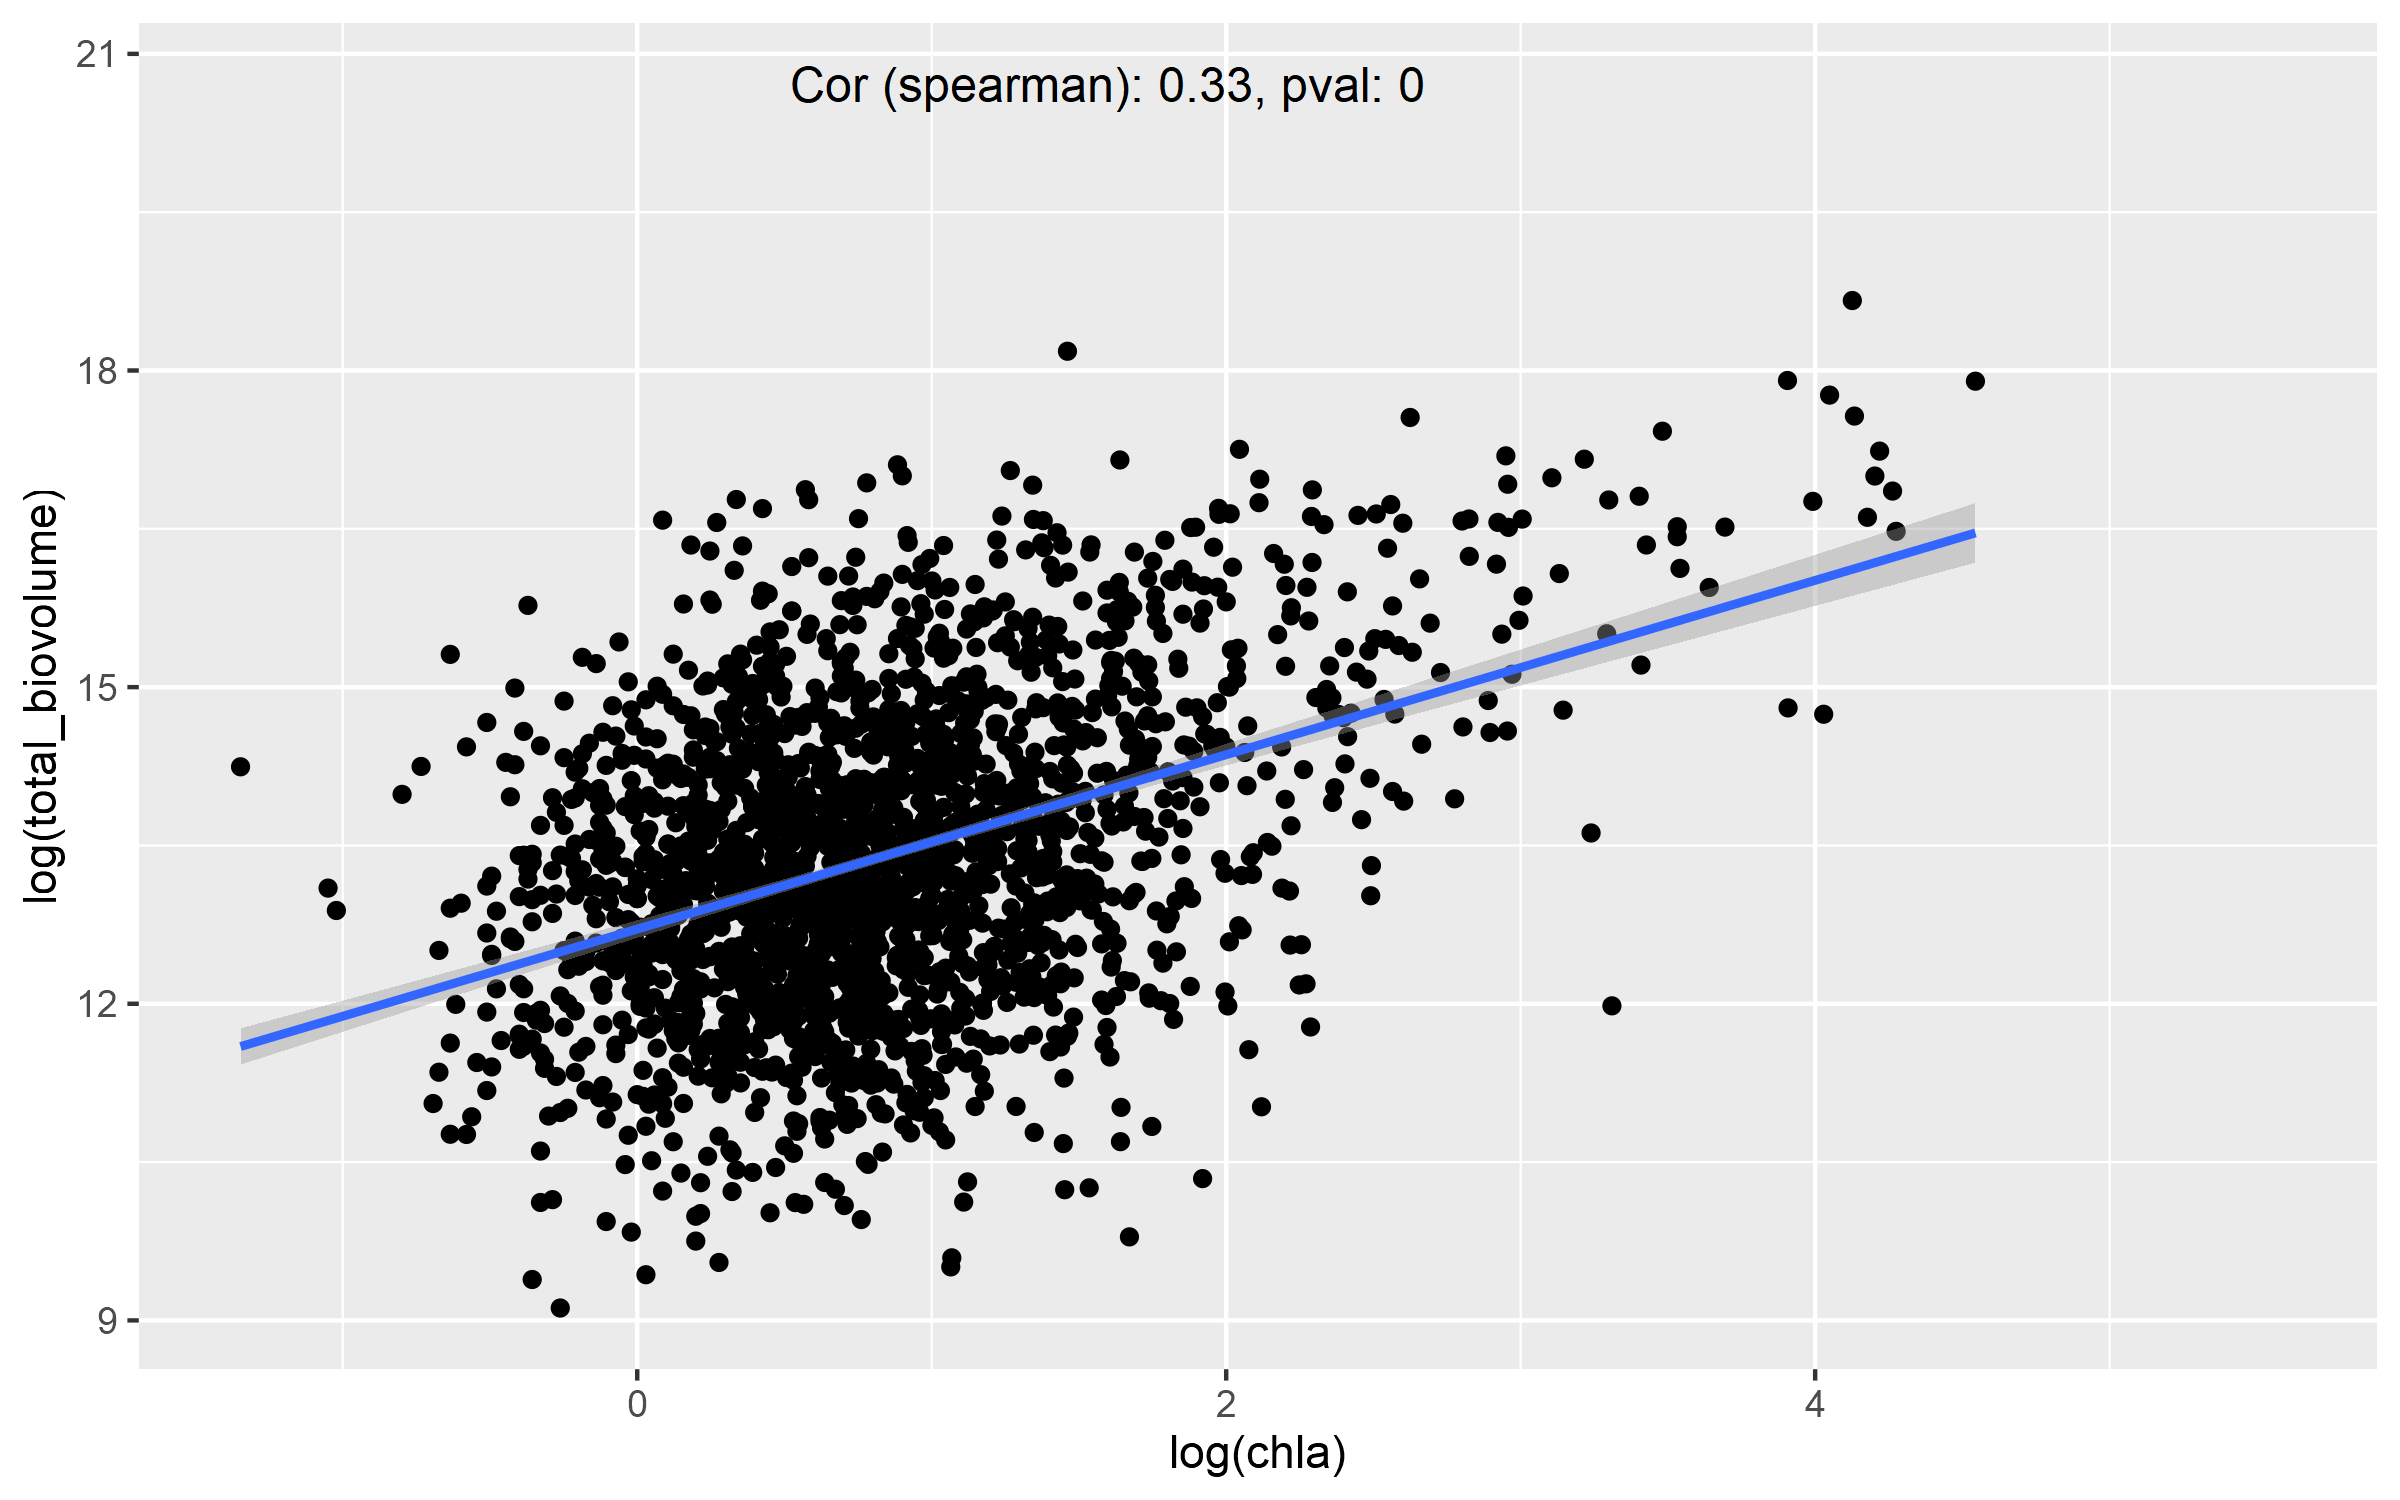 Cor (spearman): 0.33, pval: 0
21
18
15
12
9
log(total_biovolume)
0 2 4
log(chla)